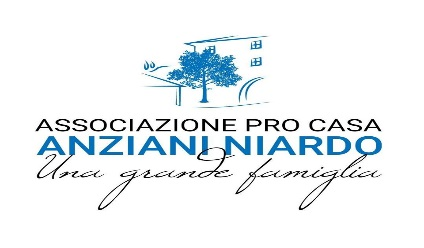 ASSOCIAZIONE PRO CASA
ANZIANI NIARDO
Una grande famiglia